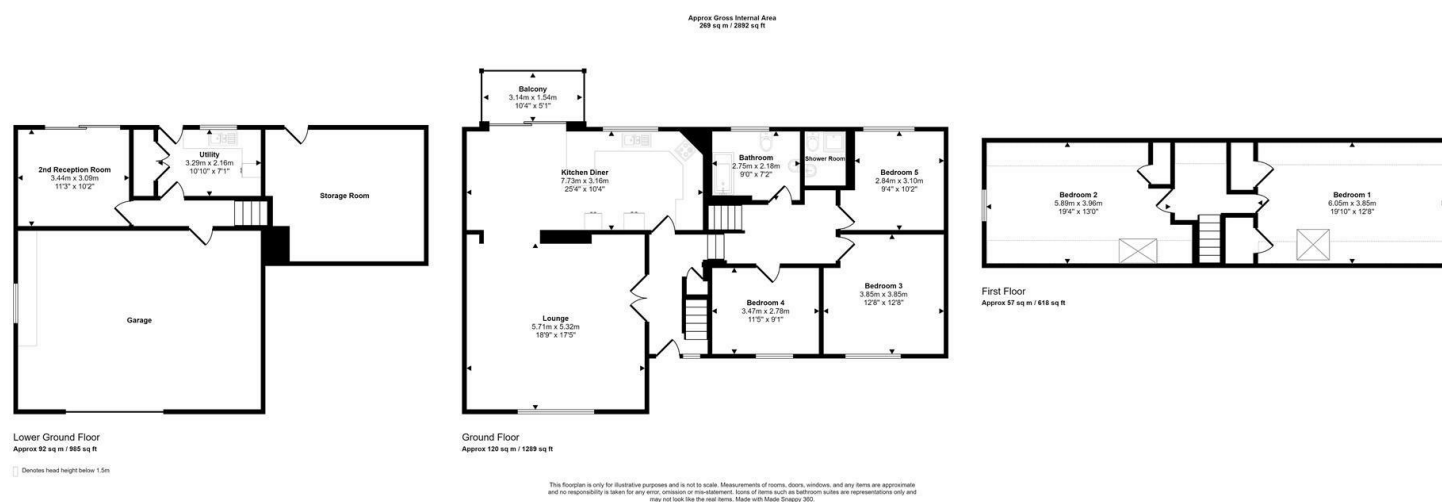 Approx Gross Internal Area
269 sq m / 2892 sq ft
Balcony
3.14m x 1.54m
10'4" x 5'1"
2nd Reception Room
3.44m x 3.09m
11'3" x 10'2"
Utility
3.29m x 2.16m
10'10" x 7'1"
Storage Room
Garage
Lower Ground Floor
Approx 92 sq m / 985 sq ft
Denotes head height below 1.5m
Kitchen Diner
7.73m x 3.16m
25'4" x 10'4"
Bathroom
2.75m x 2.18m
9'0" x 7'2"
Shower Room
Bedroom 5
2.84m x 3.10m
9'4" x 10'2"
Lounge
5.71m x 5.32m
18'9" x 17'5"
Bedroom 4
3.47m x 2.78m
11'5" x 9'1"
Bedroom 3
3.85m x 3.85m
12'8" x 12'8"
Ground Floor
Approx 120 sq m / 1289 sq ft
Bedroom 2
5.89m x 3.96m
19'4" x 13'0"
Bedroom 1
6.05m x 3.85m
19'10" x 12'8"
First Floor
Approx 57 sq m / 618 sq ft
This floorplan is only for illustrative purposes and is not to scale. Measurements of rooms, doors, windows, and any items are approximate
and no responsibility is taken for any error, omission or mis-statement. Icons of items such as bathroom suites are representations only and
may not look like the real items. Made with Made Snappy 360.